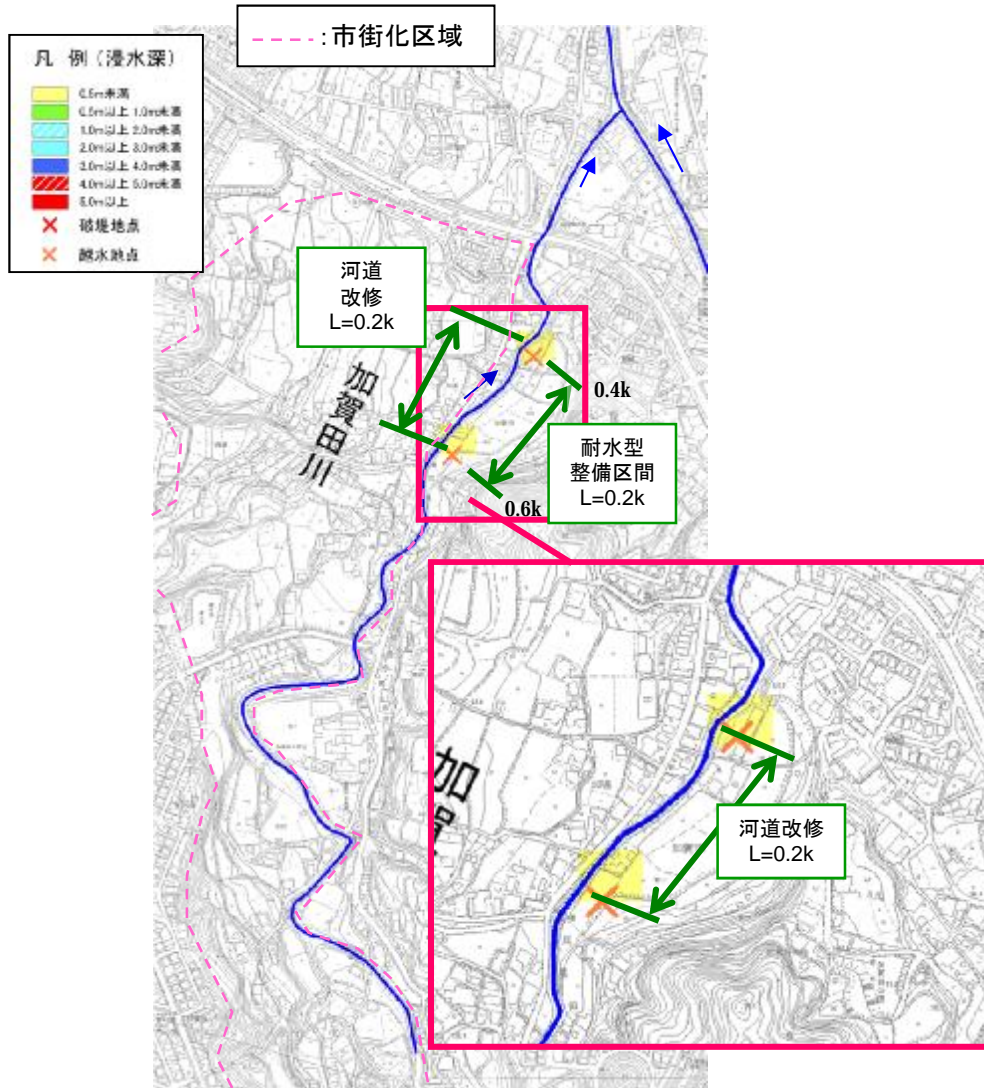 ：市街化区域
凡 例（浸水深）
0.5m未満
0.5m以上 1.0m未満
1.0m以上 2.0m未満
2.0m以上 3.0m未満
3.0m以上 4.0m未満
4.0m以上 5.0m未満
5.0m以上
破堤地点
越水地点
河道
改修
L=0.2k
加賀田川
0.4k
耐水型
整備区間
L=0.2k
0.6k
加賀
河道改修
L=0.2k